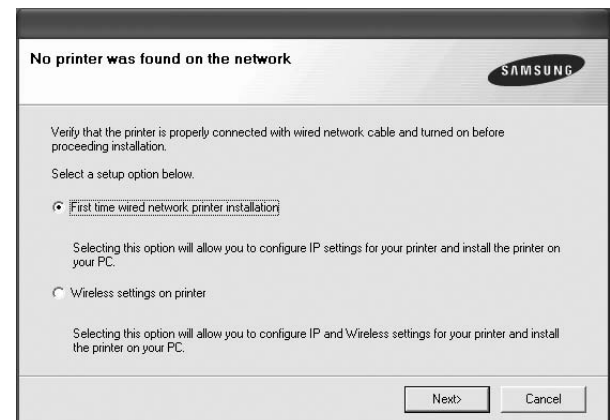 No printer was found on the network
SAMSUNG
Verify that the printer is properly connected with wired network cable and turned on before
proceeding installation.
Select a setup option below.
First time wired network printer installation
Selecting this option will allow you to configure IP settings for your printer and install the printer on
your PC.
Wireless settings on printer
Selecting this option will allow you to configure IP and Wireless settings for your printer and install
the printer on your PC.
Next>
Cancel